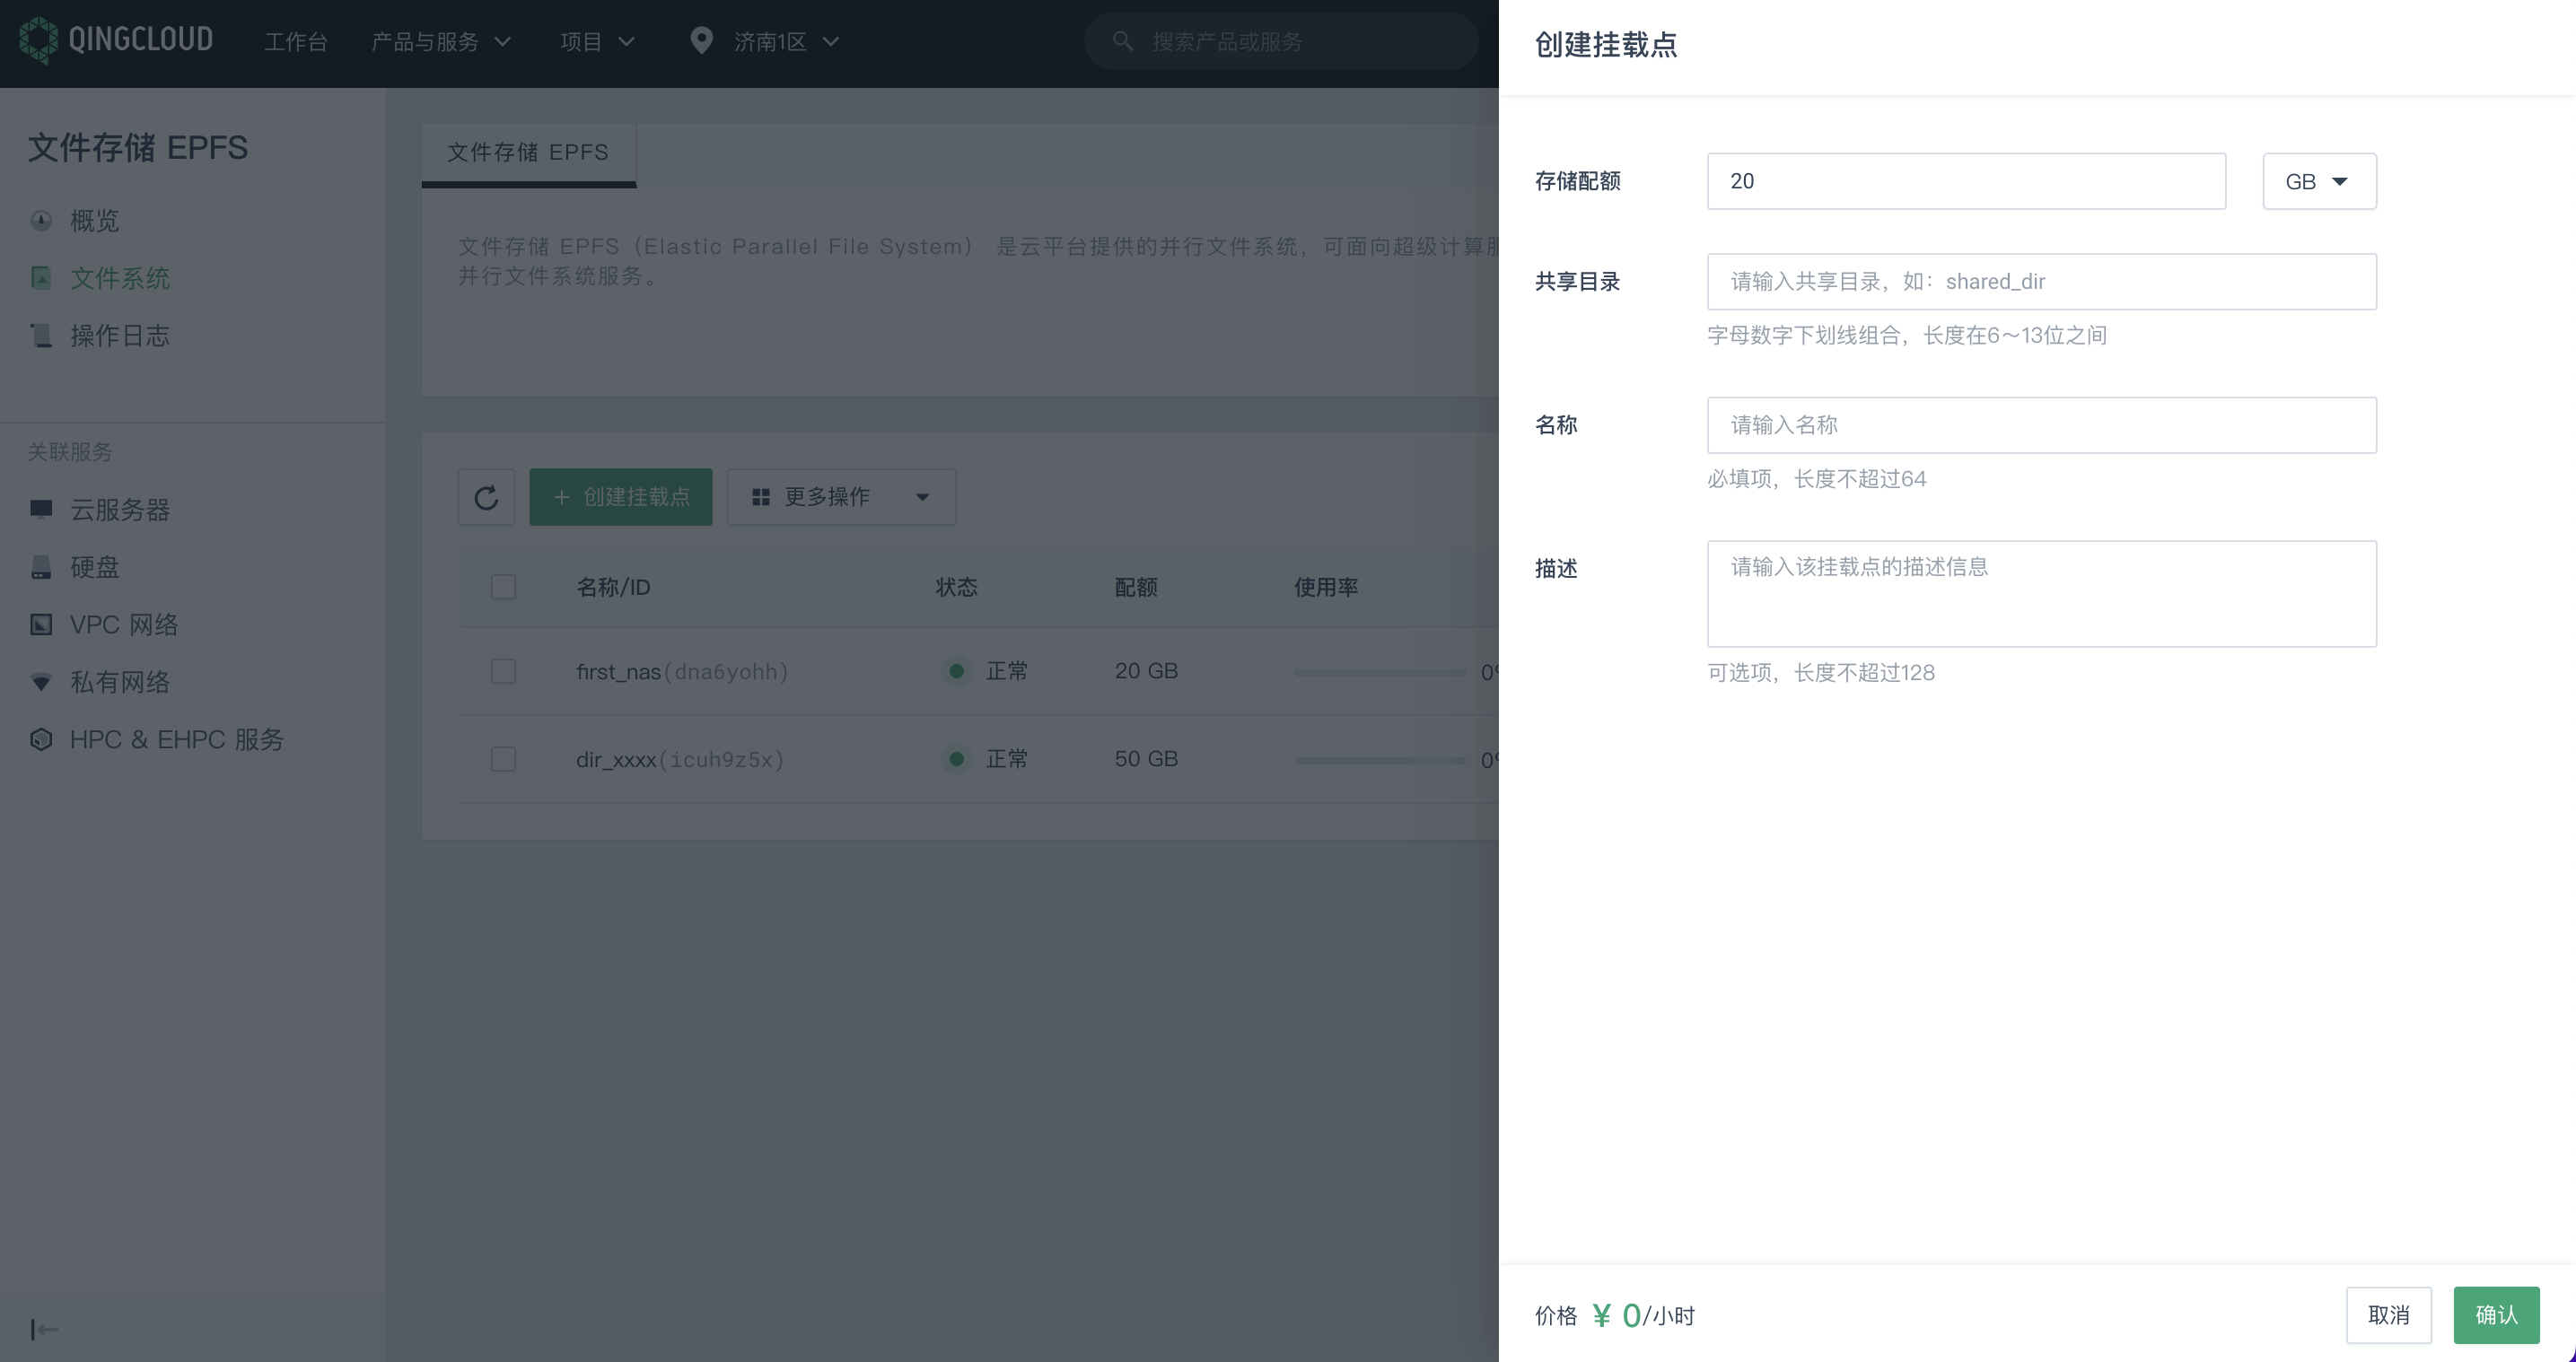 QINGCLOUD 工作台 产品与服务 项目 济南1区 搜索产品或服务
文件存储 EPFS
概览
文件系统
操作日志
关联服务
云服务器
硬盘
VPC 网络
私有网络
HPC & EHPC 服务
文件存储 EPFS
文件存储 EPFS（Elastic Parallel File System） 是云平台提供的并行文件系统，可面向超级计算
并行文件系统服务。
+ 创建挂载点 更多操作
名称/ID 状态 配额 使用率
first_nas(dna6yohh) 正常 20 GB 0
dir_xxxx(icuh9z5x) 正常 50 GB 0
创建挂载点
存储配额 20 GB
共享目录 请输入共享目录，如：shared_dir
字母数字下划线组合，长度在6～13位之间
名称 请输入名称
必填项，长度不超过64
描述 请输入该挂载点的描述信息
可选项，长度不超过128
价格 ¥ 0/小时 取消 确认